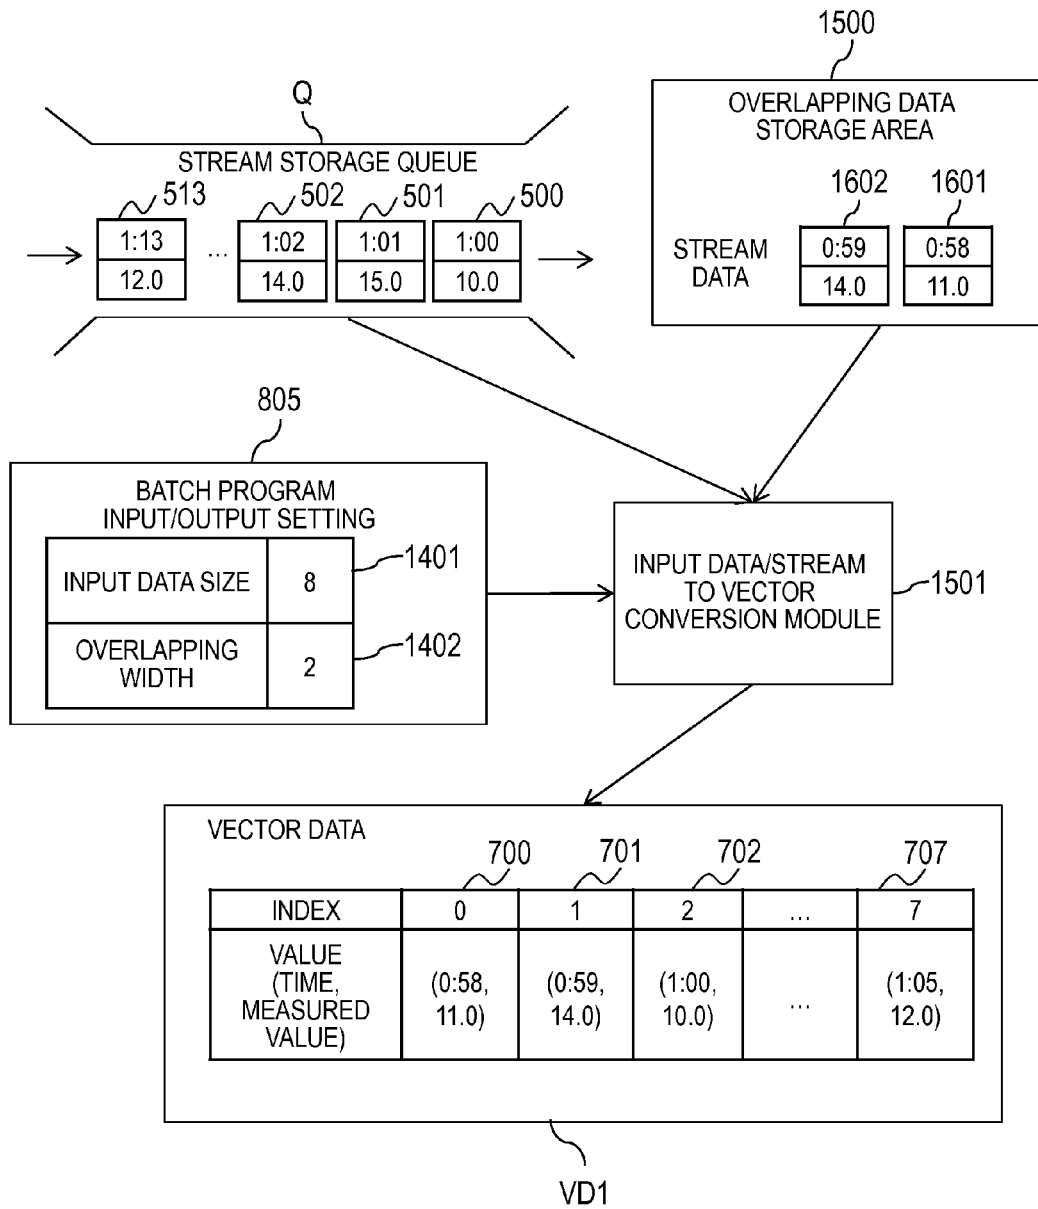 1500
Q
OVERLAPPING DATA
STORAGE AREA
STREAM STORAGE QUEUE
513
502
501
500
1602
1601
1:13
...
1:02
1:01
1:00
12.0
14.0
15.0
10.0
STREAM
DATA
0:59
0:58
14.0
11.0
805
BATCH PROGRAM
INPUT/OUTPUT SETTING
INPUT DATA SIZE
8
1401
OVERLAPPING
WIDTH
2
1402
INPUT DATA/STREAM
TO VECTOR
CONVERSION MODULE
1501
VECTOR DATA
700
701
702
707
INDEX
0
1
2
...
7
VALUE
(TIME,
MEASURED
VALUE)
(0:58,
11.0)
(0:59,
14.0)
(1:00,
10.0)
...
(1:05,
12.0)
VD1